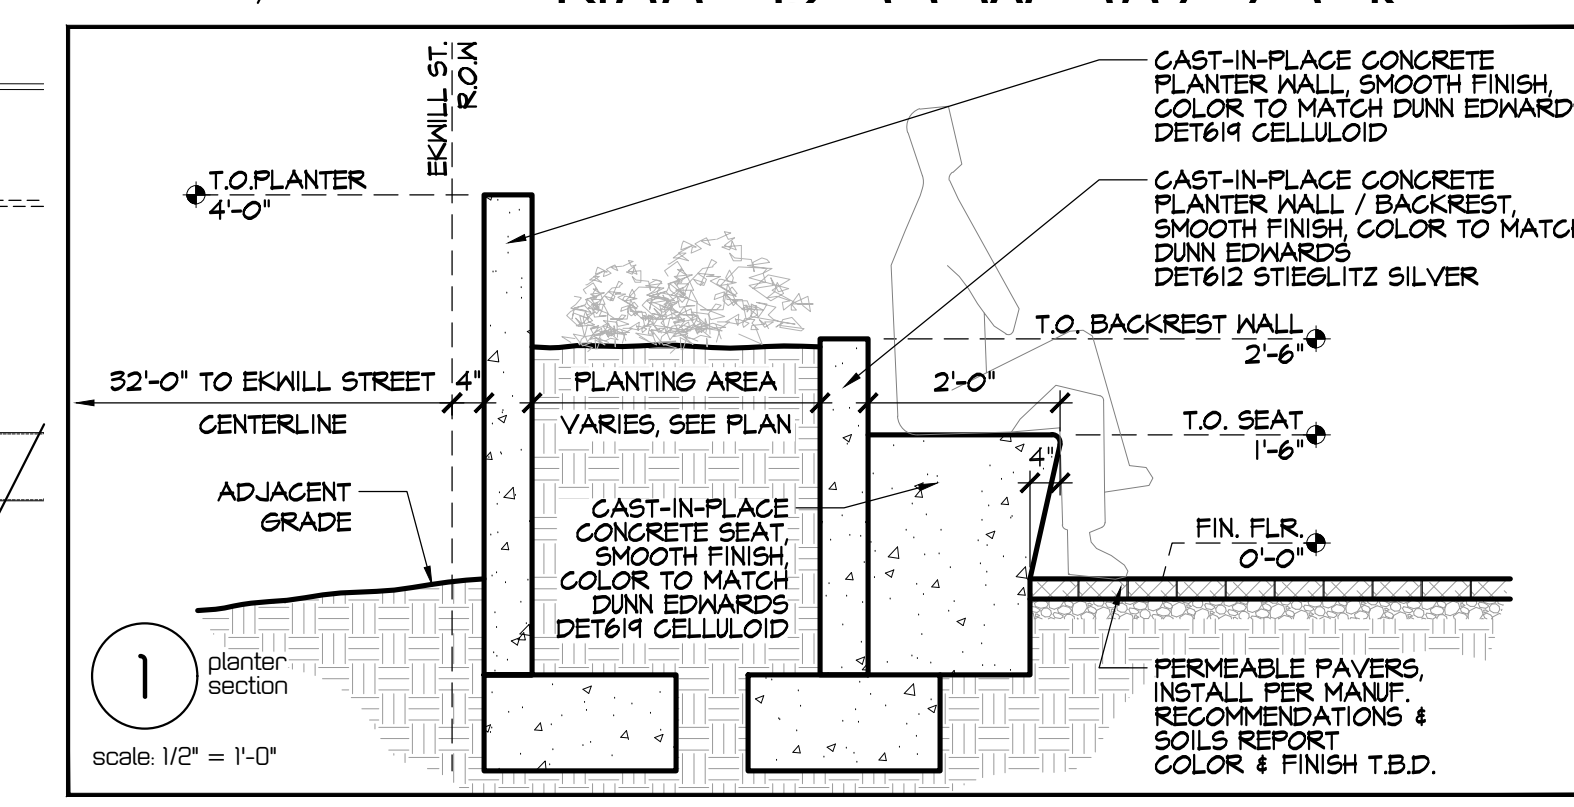 EKWILL ST.
R.O.W
CAST-IN-PLACE CONCRETE
PLANTER WALL, SMOOTH FINISH,
COLOR TO MATCH DUNN EDWARD
DET619 CELLULOID
T.O.PLANTER
4'-0"
CAST-IN-PLACE CONCRETE
PLANTER WALL / BACKREST,
SMOOTH FINISH, COLOR TO MATCH
DUNN EDWARDS
DET612 STIEGLITZ SILVER
T.O. BACKREST WALL
2'-6"
32'-0" TO EKWILL STREET
CENTERLINE
4"
PLANTING AREA
VARIES, SEE PLAN
2'-0"
T.O. SEAT
1'-6"
4"
ADJACENT
GRADE
CAST-IN-PLACE
CONCRETE SEAT,
SMOOTH FINISH,
COLOR TO MATCH
DUNN EDWARDS
DET619 CELLULOID
FIN. FLR.
0'-0"
1
planter
section
scale: 1/2" = 1'-0"
PERMEABLE PAVERS,
INSTALL PER MANUF.
RECOMMENDATIONS &
SOILS REPORT
COLOR & FINISH T.B.D.